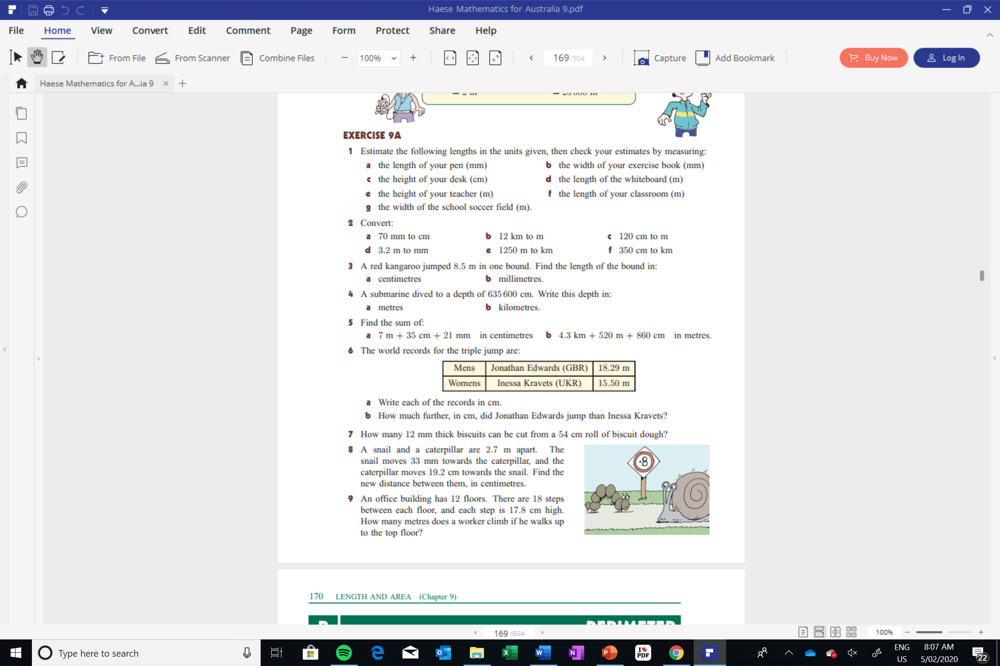 Haese Mathematics for Australia 9.pdf
File Home View Convert Edit Comment Page Form Protect Share Help
From File From Scanner Combine Files 100% 169/504 Capture Add Bookmark Buy Now Log In
Haese Mathematics for A...ia 9
EXERCISE 9A
1 Estimate the following lengths in the units given, then check your estimates by measuring:
a the length of your pen (mm) b the width of your exercise book (mm)
c the height of your desk (cm) d the length of the whiteboard (m)
e the height of your teacher (m) f the length of your classroom (m)
g the width of the school soccer field (m).
2 Convert:
a 70 mm to cm b 12 km to m c 120 cm to m
d 3.2 m to mm e 1250 m to km f 350 cm to km
3 A red kangaroo jumped 8.5 m in one bound. Find the length of the bound in:
a centimetres b millimetres.
4 A submarine dived to a depth of 635 600 cm. Write this depth in:
a metres b kilometres.
5 Find the sum of:
a 7 m + 35 cm + 21 mm in centimetres b 4.3 km + 520 m + 860 cm in metres.
6 The world records for the triple jump are:
Mens Jonathan Edwards (GBR) 18.29 m
Womens Inessa Kravets (UKR) 15.50 m
a Write each of the records in cm.
b How much further, in cm, did Jonathan Edwards jump than Inessa Kravets?
7 How many 12 mm thick biscuits can be cut from a 54 cm roll of biscuit dough?
8 A snail and a caterpillar are 2.7 m apart. The
snail moves 33 mm towards the caterpillar, and the
caterpillar moves 19.2 cm towards the snail. Find the
new distance between them, in centimetres.
·8
9 An office building has 12 floors. There are 18 steps
between each floor, and each step is 17.8 cm high.
How many metres does a worker climb if he walks up
to the top floor?
170 LENGTH AND AREA (Chapter 9)
169 /504
100%
Type here to search
I PDF
ENG
US
8:07 AM
5/02/2020
22